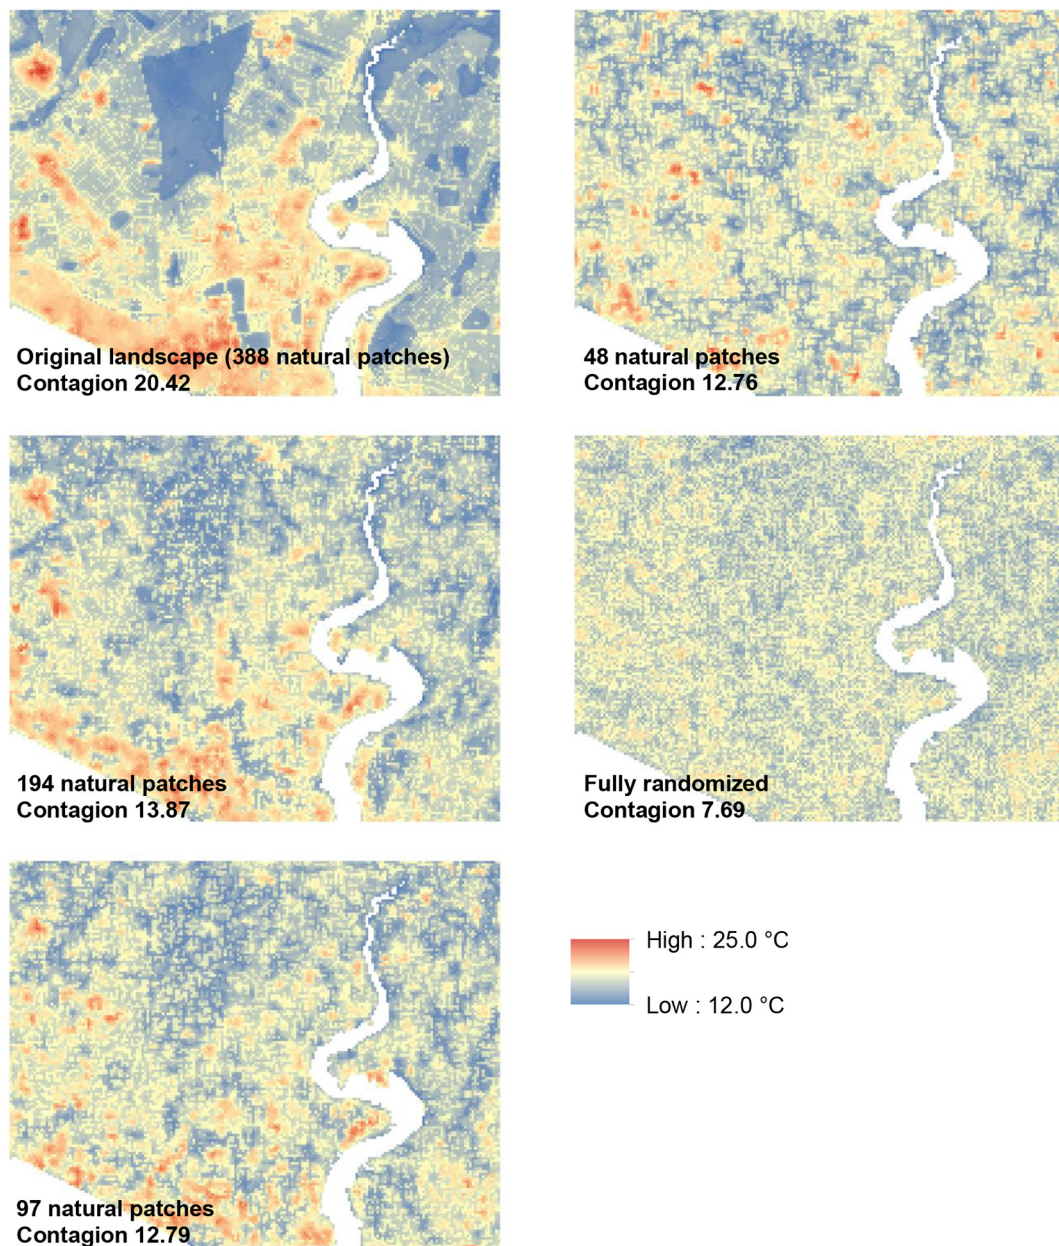 Original landscape (388 natural patches)
Contagion 20.42
48 natural patches
Contagion 12.76
194 natural patches
Contagion 13.87
Fully randomized
Contagion 7.69
97 natural patches
Contagion 12.79
High : 25.0 °C
Low : 12.0 °C